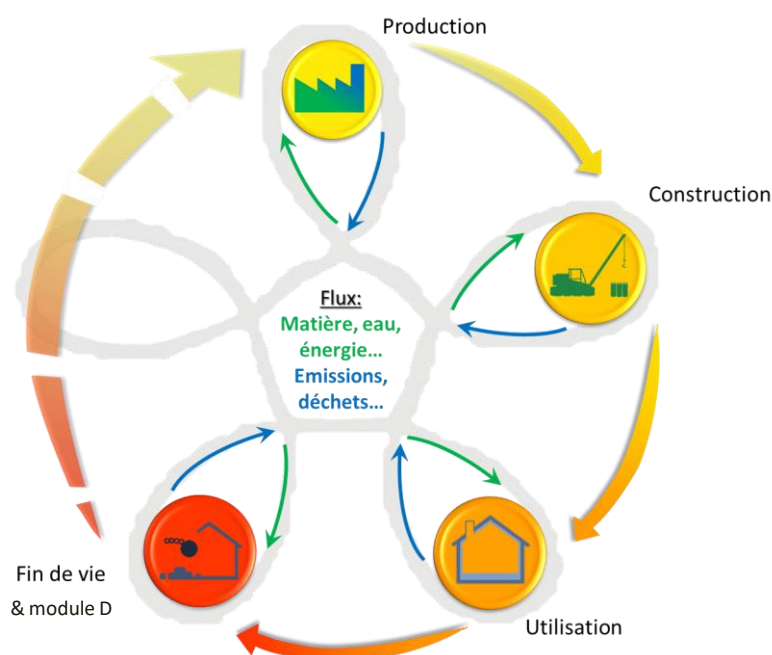 Production
Construction
Flux:
Matière, eau,
énergie...
Emissions,
déchets...
Fin de vie
& module D
Utilisation